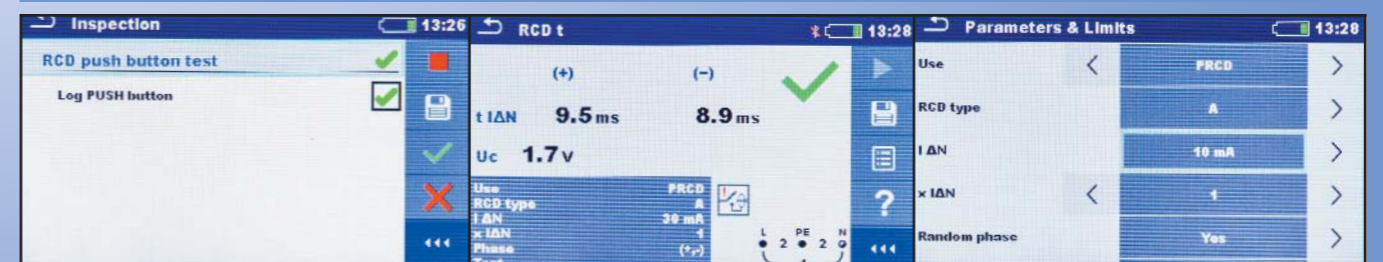 Inspection 13:26
RCD push button test
Log PUSH button
RCD t 13:28
(+) (-)
t IΔN 9.5 ms 8.9 ms
Uc 1.7 V
Use PRCD
RCD type A
I ΔN 30 mA
x IΔN 1
Phase (+,-)
Test
?
L PE N
2 2
Parameters & Limits 13:28
Use PRCD
RCD type A
I ΔN 10 mA
x IΔN 1
Random phase Yes